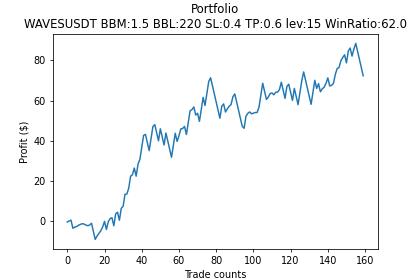 Portfolio
WAVESUSDT BBM:1.5 BBL:220 SL:0.4 TP:0.6 lev:15 WinRatio:62.0
80
60
40
20
0
Profit ($)
0 20 40 60 80 100 120 140 160
Trade counts